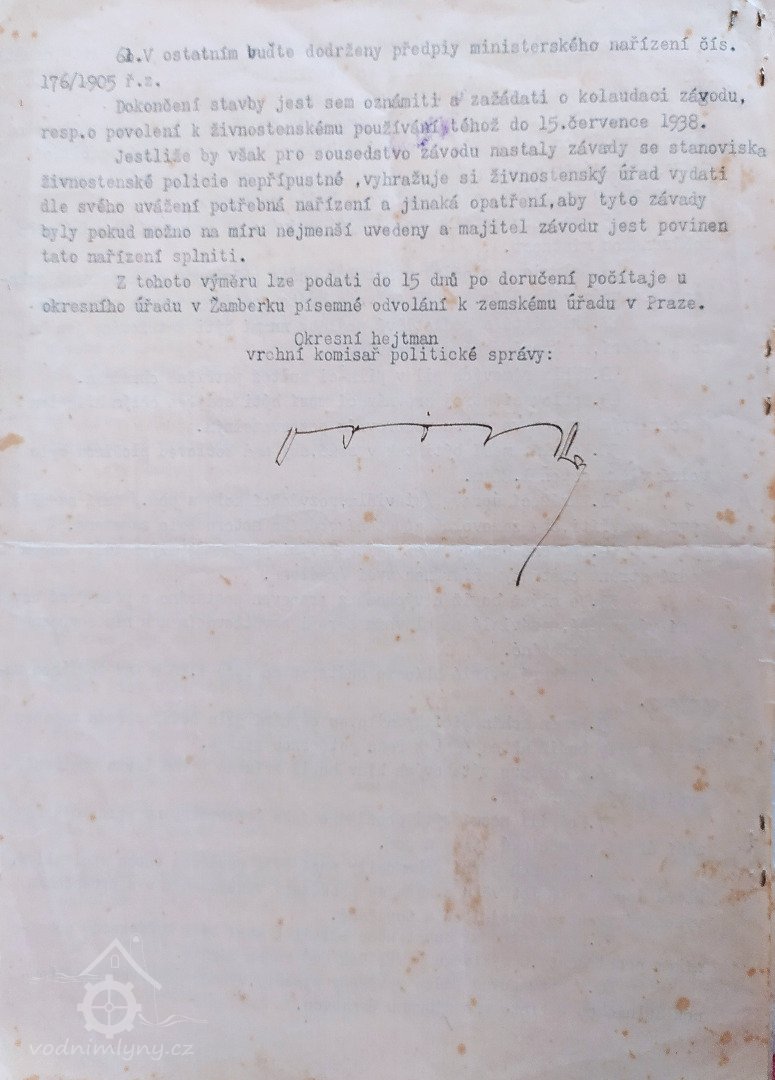 61.V ostatním buďte dodrženy předpiy ministerského nařízení čís.
176/1905 ř.z.
Dokončení stavby jest sem oznámiti a zažádati o kolaudaci závodu,
resp.o povolení k živnostenskému používání téhož do 15.července 1938.
Jestliže by však pro sousedstvo závodu nastaly závady se stanoviska
živnostenské policie nepřípustné ,vyhražuje si živnostenský úřad vydati
dle svého uvážení potřebná nařízení a jinaká opatření,aby tyto závady
byly pokud možno na míru nejmenší uvedeny a majitel závodu jest povinen
tato nařízení splniti.
Z tohoto výměru lze podati do 15 dnů po doručení počítaje u
okresního úřadu v Žamberku písemné odvolání k zemskému úřadu v Praze.
Okresní hejtman
vrchní komisař politické správy:
vodnimlyny.cz